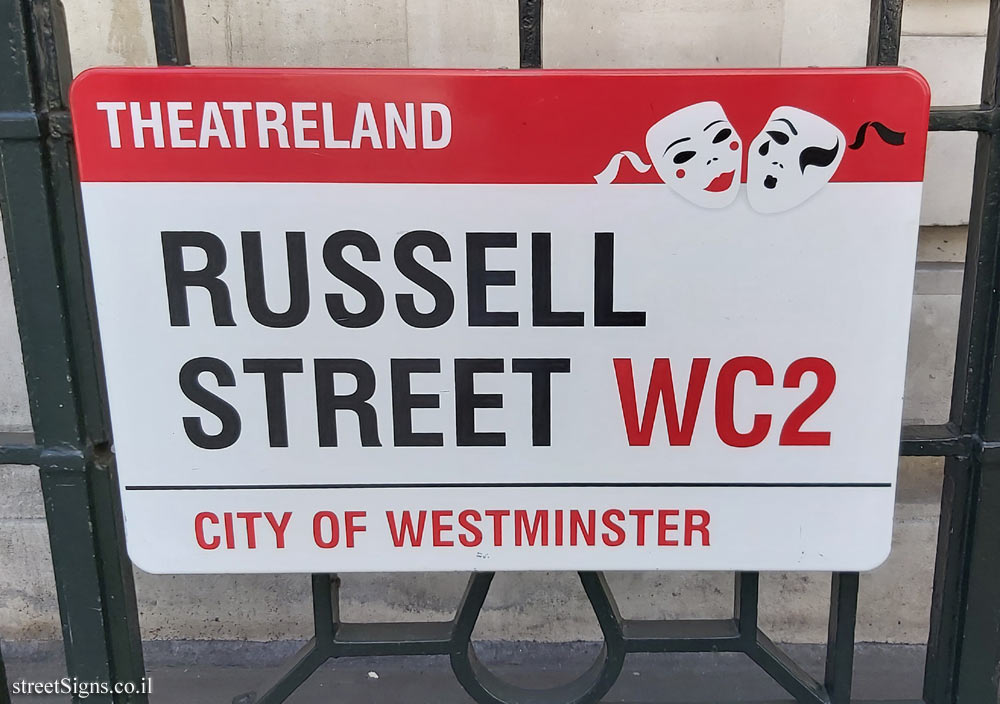 THEATRELAND
RUSSELL
STREET WC2
CITY OF WESTMINSTER
streetSigns.co.il